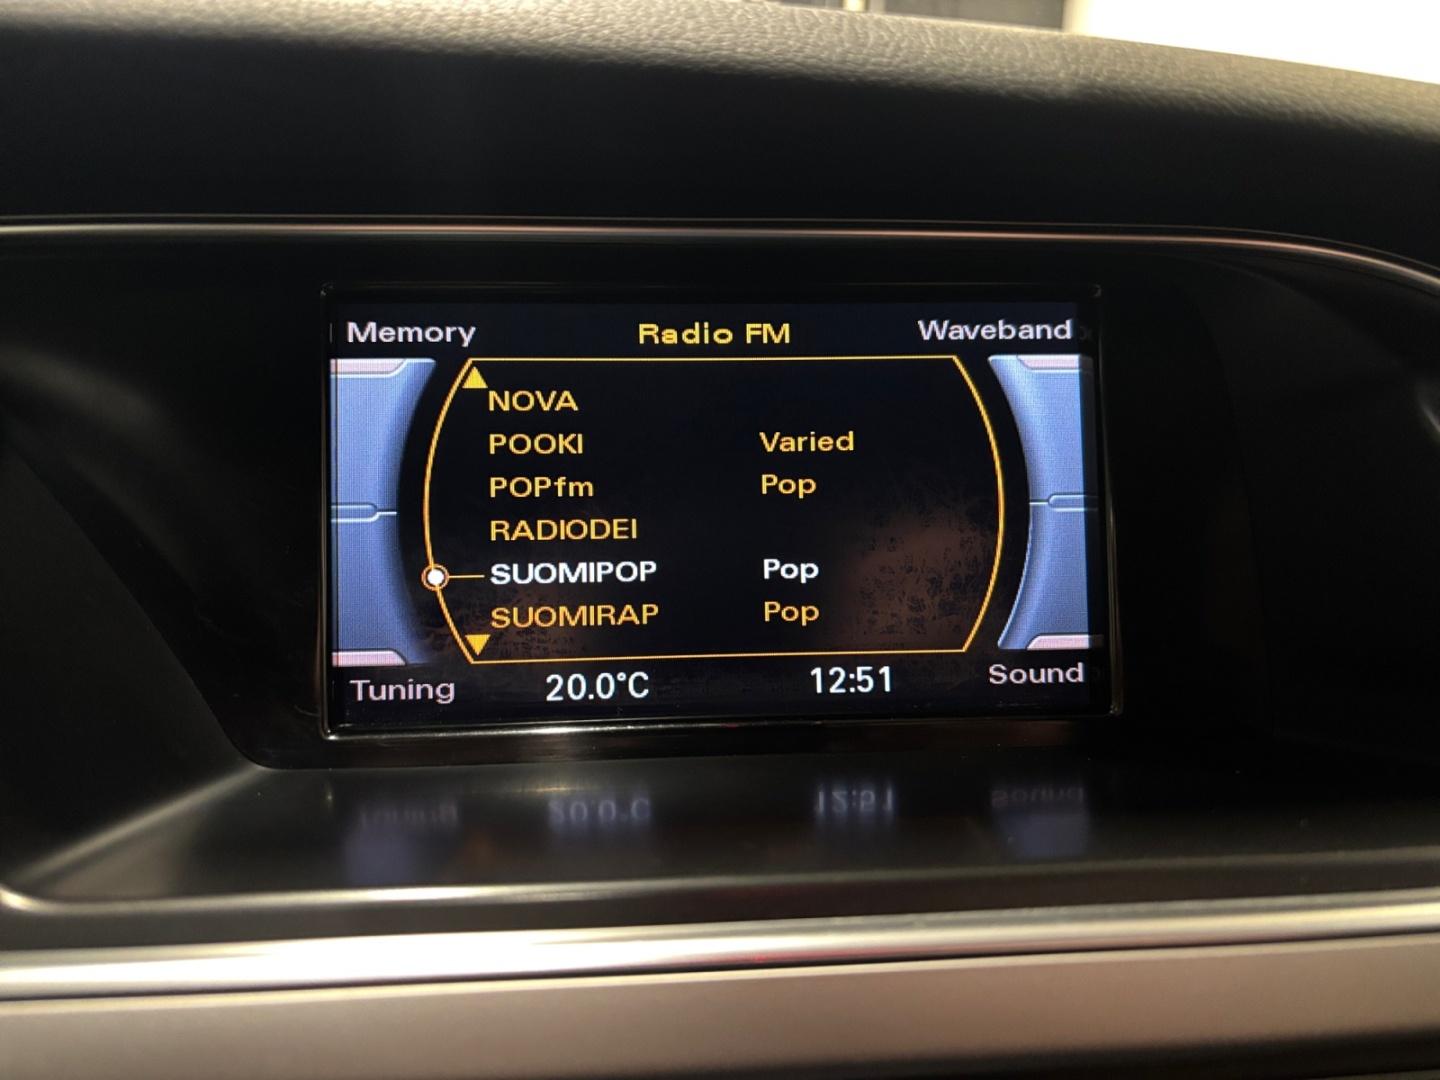 Memory Radio FM Waveband
NOVA
POOKI Varied
POPfm Pop
RADIODEI
SUOMIPOP Pop
SUOMIRAP Pop
Tuning 20.0°C 12:51 Sound